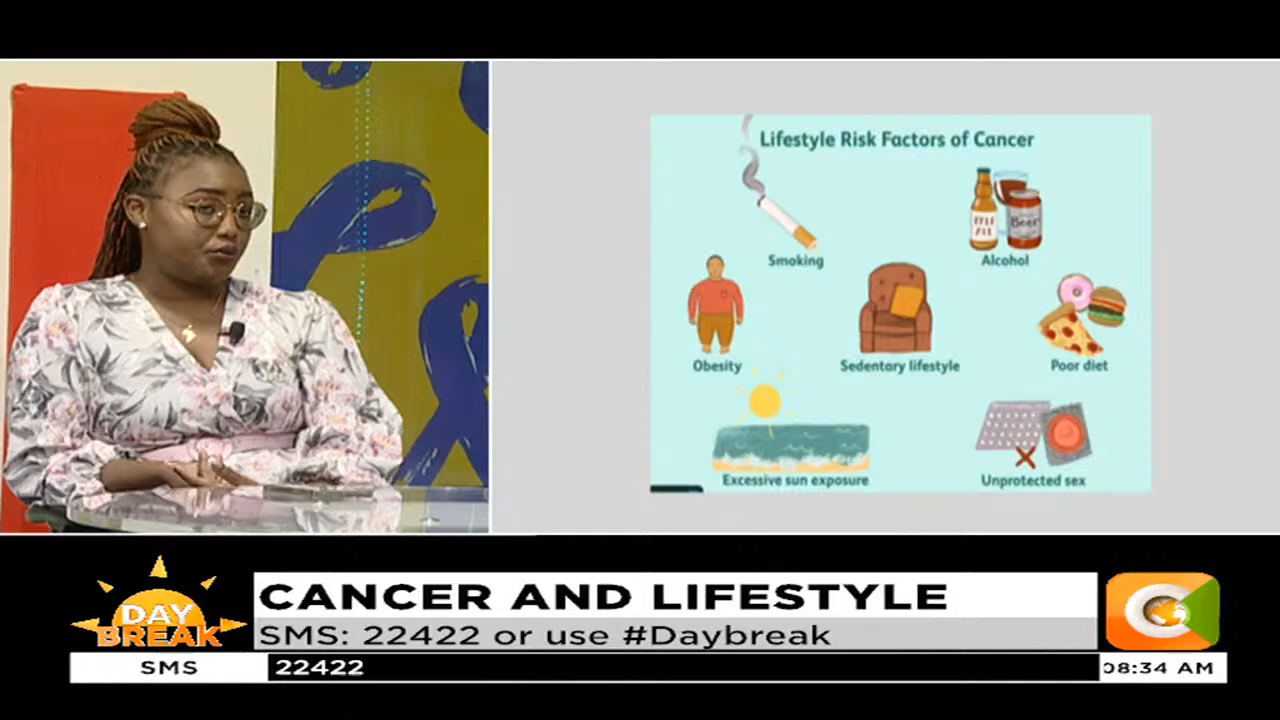 Lifestyle Risk Factors of Cancer
Beer
Smoking
Alcohol
Obesity
Sedentary lifestyle
Poor diet
Excessive sun exposure
Unprotected sex
DAY
BREAK
CANCER AND LIFESTYLE
SMS: 22422 or use #Daybreak
SMS
22422
08:34 AM